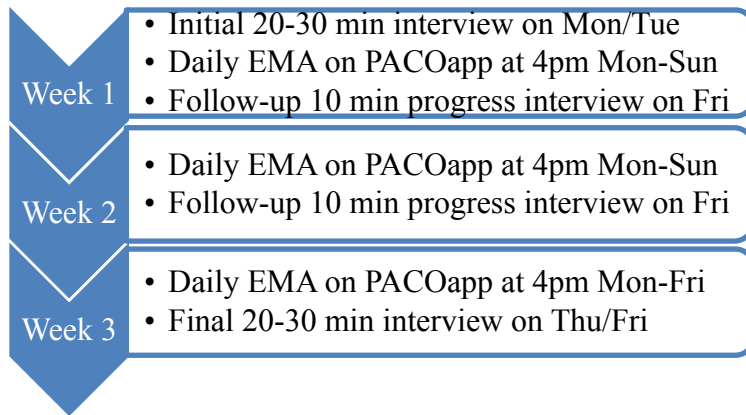 Week 1
• Initial 20-30 min interview on Mon/Tue
• Daily EMA on PACOapp at 4pm Mon-Sun
• Follow-up 10 min progress interview on Fri
Week 2
• Daily EMA on PACOapp at 4pm Mon-Sun
• Follow-up 10 min progress interview on Fri
Week 3
• Daily EMA on PACOapp at 4pm Mon-Fri
• Final 20-30 min interview on Thu/Fri